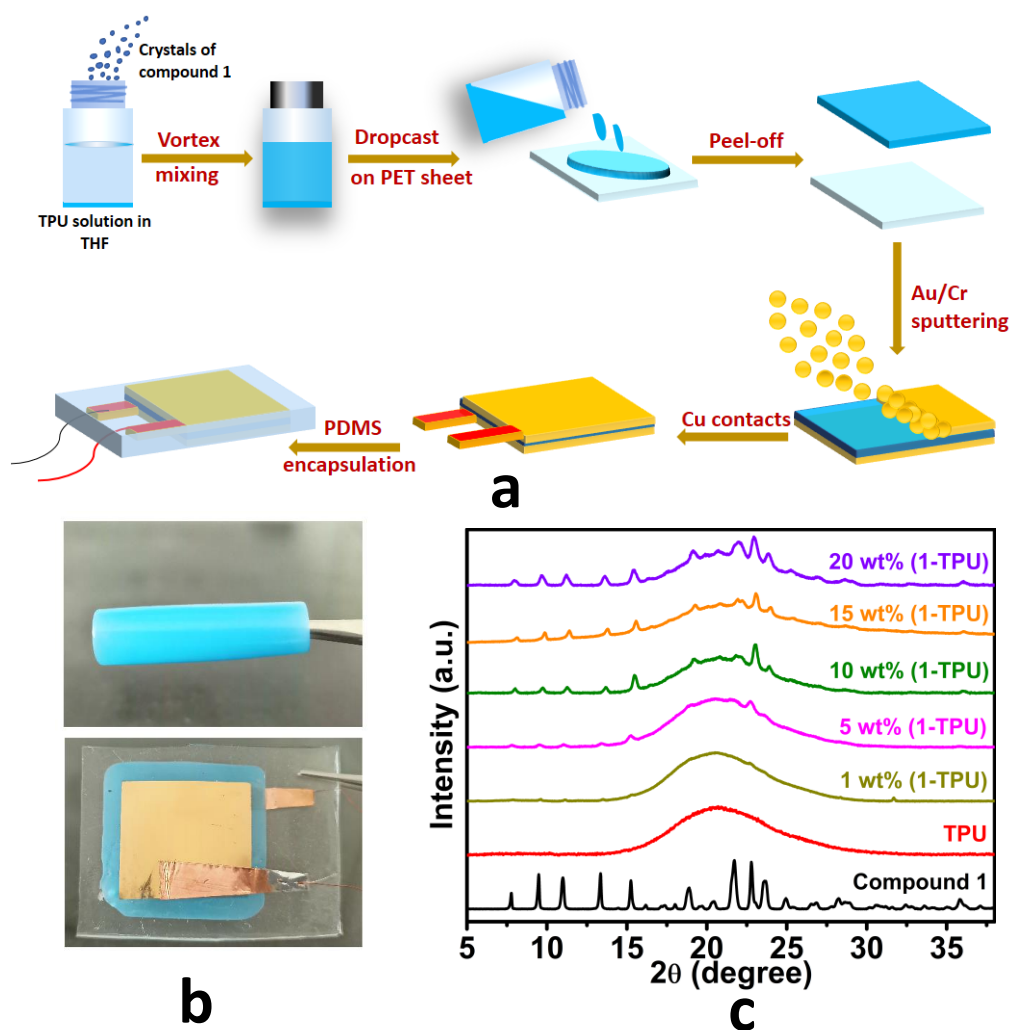 Crystals of
compound 1
TPU solution in
THF
Vortex
mixing
Dropcast
on PET sheet
Peel-off
Au/Cr
sputtering
Cu contacts
PDMS
encapsulation
a
b
Intensity (a.u.)
20 wt% (1-TPU)
15 wt% (1-TPU)
10 wt% (1-TPU)
5 wt% (1-TPU)
1 wt% (1-TPU)
TPU
Compound 1
5 10 15 20 25 30 35
2θ (degree)
c